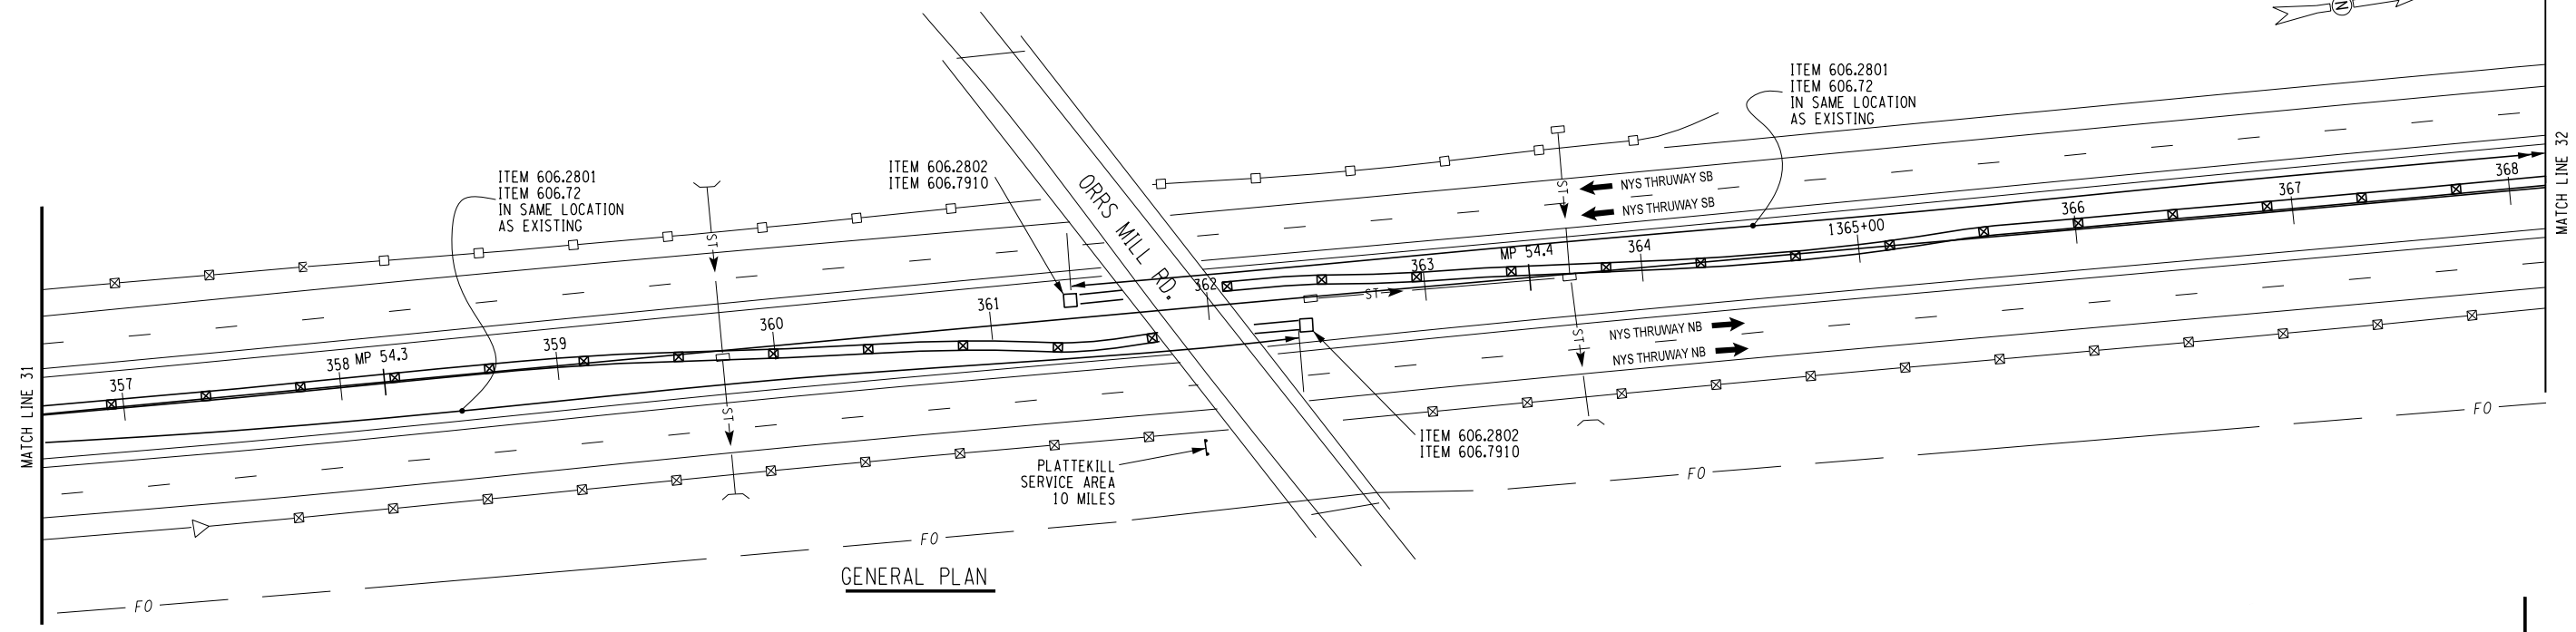 N
ITEM 606.2801
ITEM 606.72
IN SAME LOCATION
AS EXISTING
ITEM 606.2802
ITEM 606.7910
ITEM 606.2801
ITEM 606.72
IN SAME LOCATION
AS EXISTING
ORRS MILL RD.
NYS THRUWAY SB
NYS THRUWAY SB
NYS THRUWAY NB
NYS THRUWAY NB
MATCH LINE 31
MATCH LINE 32
357
358
MP 54.3
359
360
361
362
363
MP 54.4
364
1365+00
366
367
368
ST
ST
ST
ST
ST
ITEM 606.2802
ITEM 606.7910
PLATTEKILL
SERVICE AREA
10 MILES
FO
FO
FO
FO
GENERAL PLAN